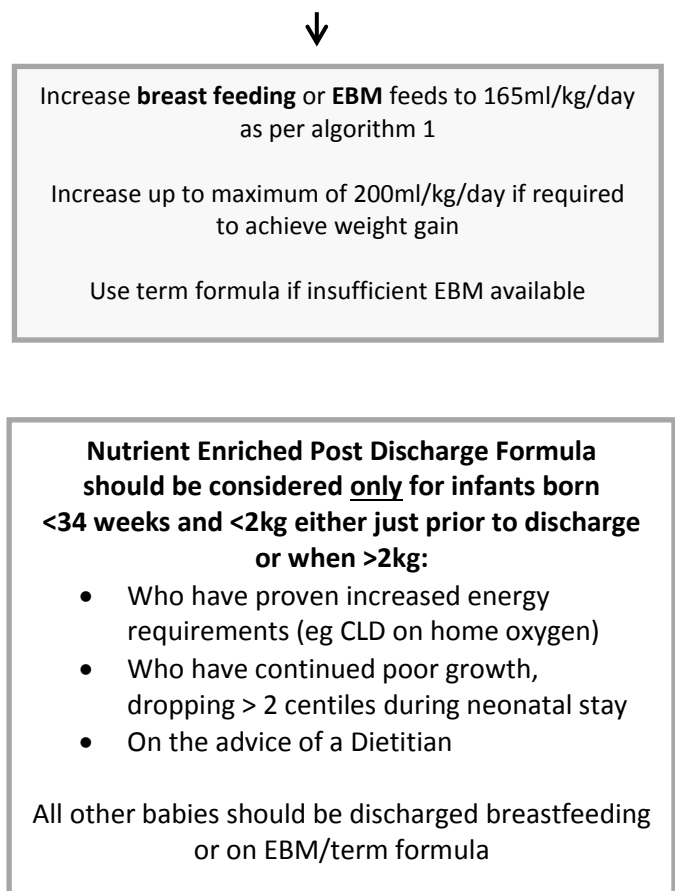 Increase breast feeding or EBM feeds to 165ml/kg/day
as per algorithm 1
Increase up to maximum of 200ml/kg/day if required
to achieve weight gain
Use term formula if insufficient EBM available
Nutrient Enriched Post Discharge Formula
should be considered only for infants born
<34 weeks and <2kg either just prior to discharge
or when >2kg:
• Who have proven increased energy
requirements (eg CLD on home oxygen)
• Who have continued poor growth,
dropping > 2 centiles during neonatal stay
• On the advice of a Dietitian
All other babies should be discharged breastfeeding
or on EBM/term formula